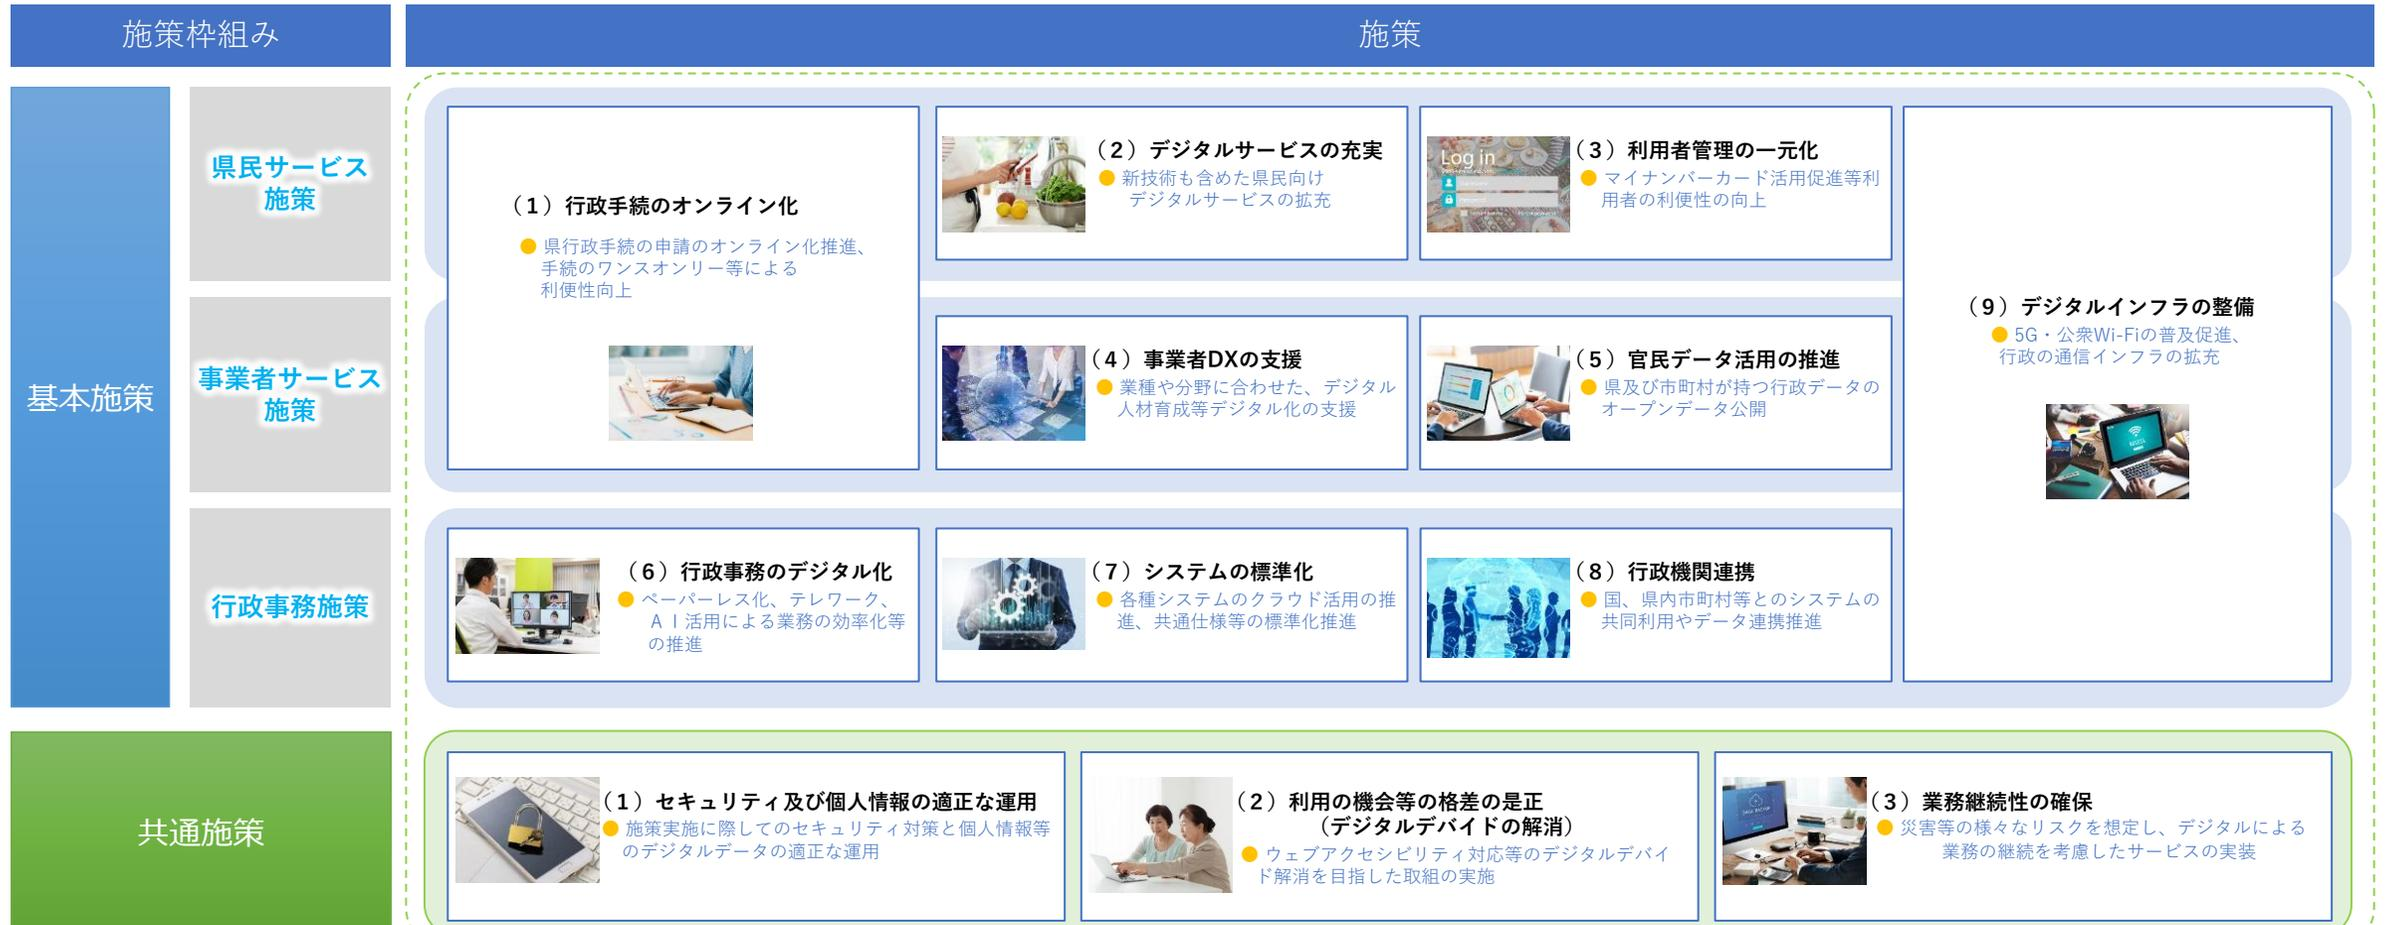 施策枠組み
施策
基本施策
県民サービス
施策
(1)行政手続のオンライン化
県行政手続の申請のオンライン化推進、
手続のワンスオンリー等による
利便性向上
(2)デジタルサービスの充実
新技術も含めた県民向け
デジタルサービスの拡充
Log in
(3)利用者管理の一元化
マイナンバーカード活用促進等利
用者の利便性の向上
事業者サービス
施策
(4)事業者DXの支援
業種や分野に合わせた、デジタル
人材育成等デジタル化の支援
(5)官民データ活用の推進
県及び市町村が持つ行政データの
オープンデータ公開
(9)デジタルインフラの整備
5G・公衆Wi-Fiの普及促進、
行政の通信インフラの拡充
行政事務施策
(6)行政事務のデジタル化
ペーパーレス化、テレワーク、
AI活用による業務の効率化等
の推進
(7)システムの標準化
各種システムのクラウド活用の推
進、共通仕様等の標準化推進
(8)行政機関連携
国、県内市町村等とのシステムの
共同利用やデータ連携推進
共通施策
(1)セキュリティ及び個人情報の適正な運用
施策実施に際してのセキュリティ対策と個人情報等
のデジタルデータの適正な運用
(2)利用の機会等の格差の是正
(デジタルデバイドの解消)
ウェブアクセシビリティ対応等のデジタルデバイ
ド解消を目指した取組の実施
(3)業務継続性の確保
災害等の様々なリスクを想定し、デジタルによる
業務の継続を考慮したサービスの実装